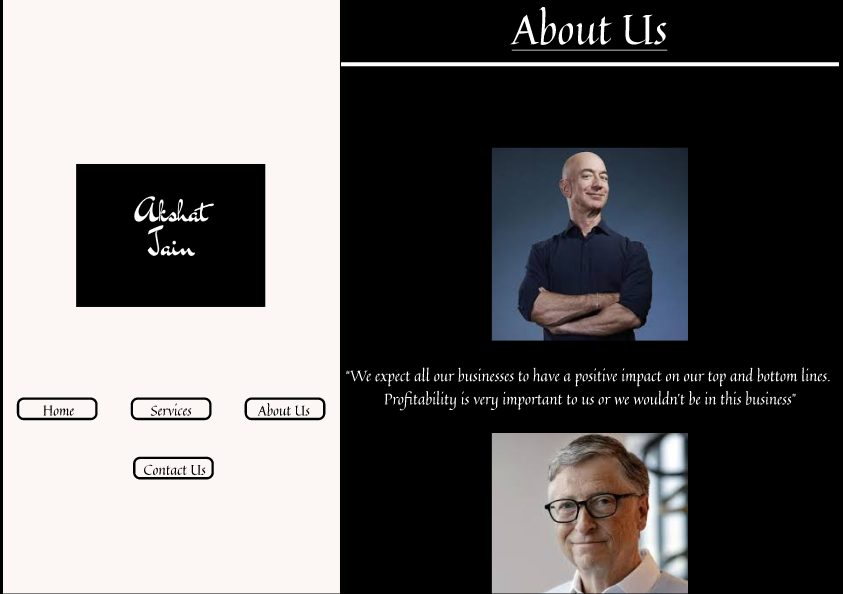 Akshat
Jain
Home
Services
About Us
Contact Us
About Us
"We expect all our businesses to have a positive impact on our top and bottom lines.
Profitability is very important to us or we wouldn't be in this business"